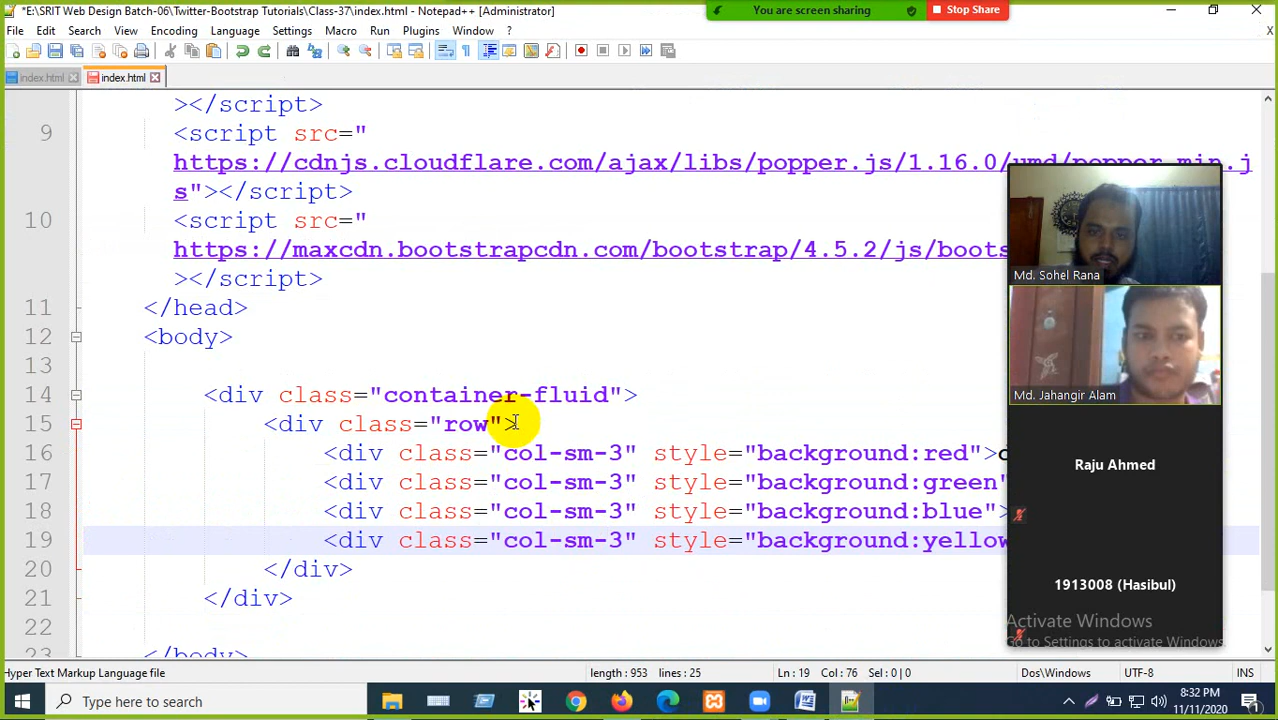 *E:\SRIT Web Design Batch-06\Twitter-Bootstrap Tutorials\Class-37\index.html - Notepad++ [Administrator]
You are screen sharing
Stop Share
File Edit Search View Encoding Language Settings Macro Run Plugins Window ? X
index.html index.html
></script>
9 <script src="
https://cdnjs.cloudflare.com/ajax/libs/popper.js/1.16.0/umd/popper.min.j
s"></script>
10 <script src="
https://maxcdn.bootstrapcdn.com/bootstrap/4.5.2/js/boots
></script>
11 </head>
12 <body>
13
14 <div class="container-fluid">
15 <div class="row">
16 <div class="col-sm-3" style="background:red">d
17 <div class="col-sm-3" style="background:green"
18 <div class="col-sm-3" style="background:blue">
19 <div class="col-sm-3" style="background:yellow
20 </div>
21 </div>
22
</body>
Md. Sohel Rana
Md. Jahangir Alam
Raju Ahmed
1913008 (Hasibul)
Activate Windows
Go to Settings to activate Windows.
Hyper Text Markup Language file length : 953 lines : 25 Ln : 19 Col : 76 Sel : 0 | 0 Dos\Windows UTF-8 INS
Type here to search
8:32 PM
11/11/2020